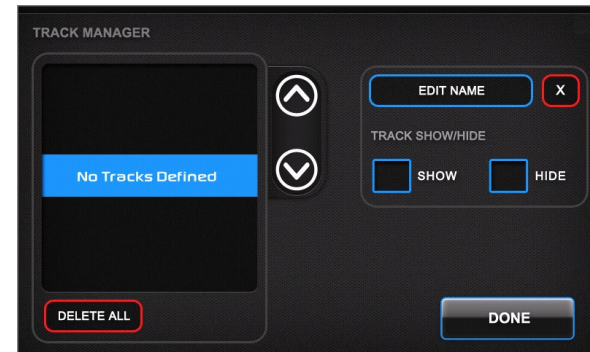 TRACK MANAGER
No Tracks Defined
DELETE ALL
EDIT NAME
X
TRACK SHOW/HIDE
SHOW
HIDE
DONE